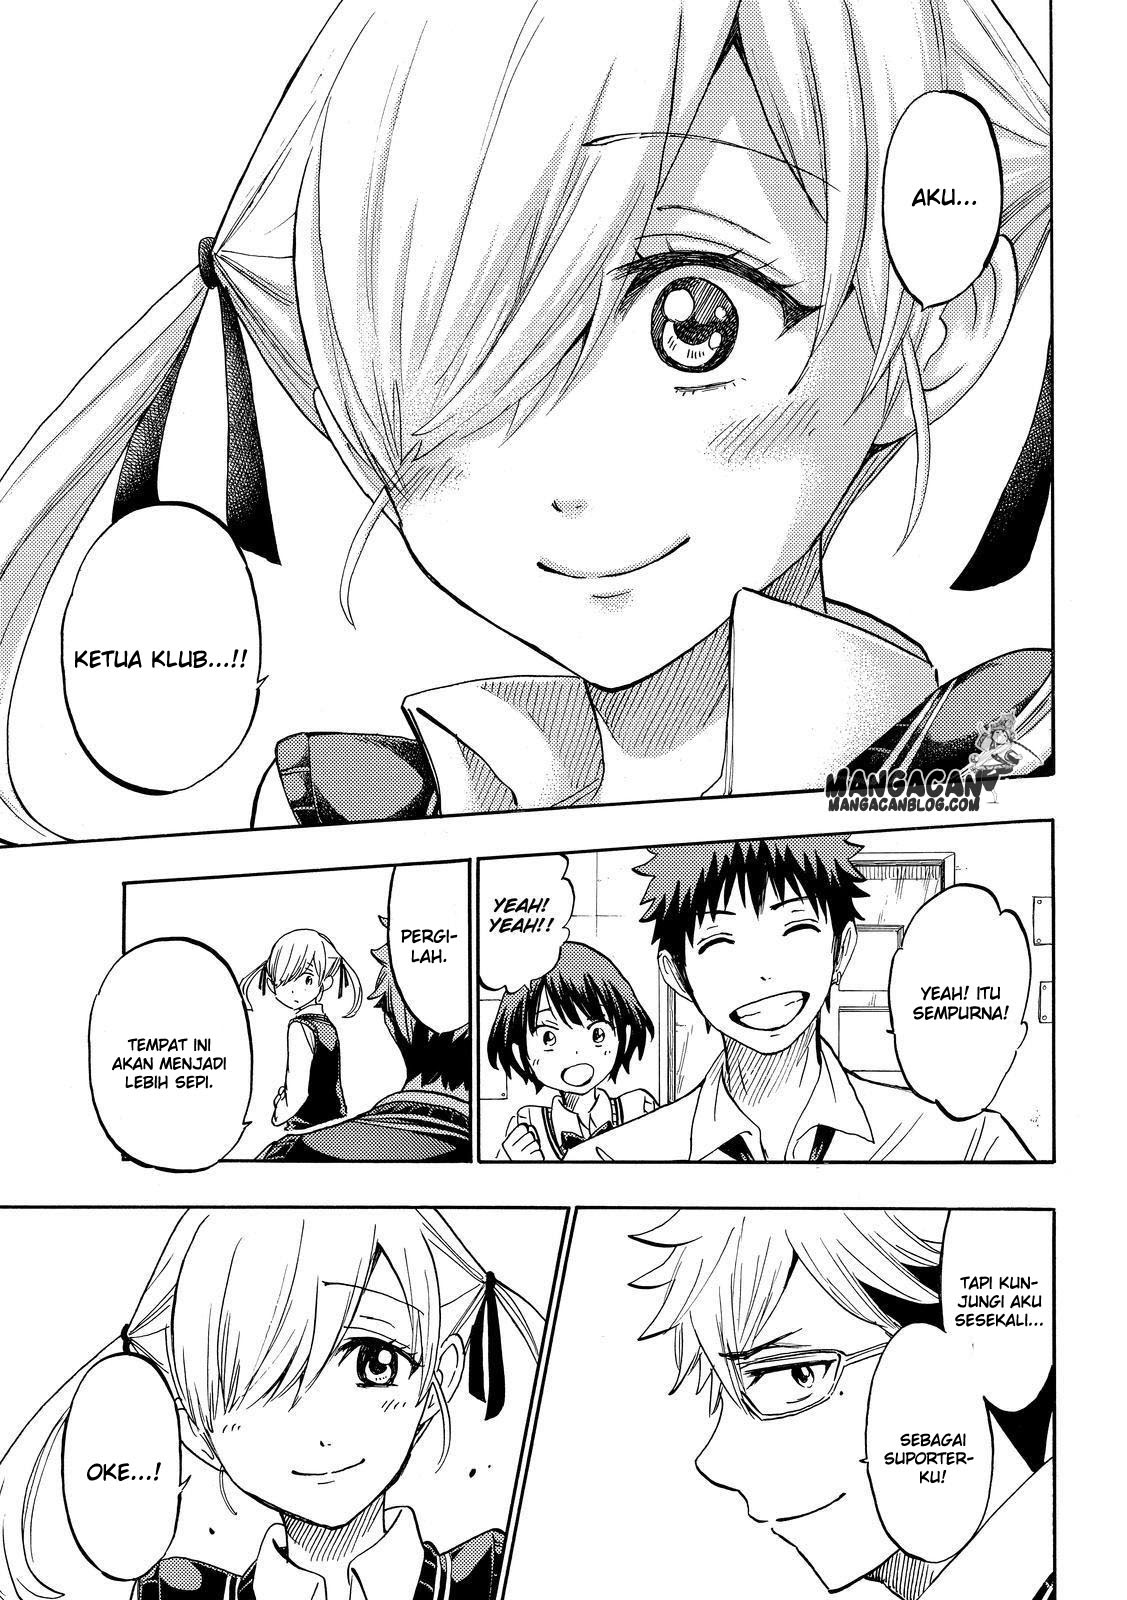 AKU...
KETUA KLUB...!!
MANGACAN
MANGACANBLOG.COM
YEAH! ITU
SEMPURNA!
YEAH!
YEAH!!
PERGI-
LAH.
TEMPAT INI
AKAN MENJADI
LEBIH SEPI.
TAPI KUN-
JUNGI AKU
SESEKALI...
SEBAGAI
SUPORTER-
KU!
OKE...!